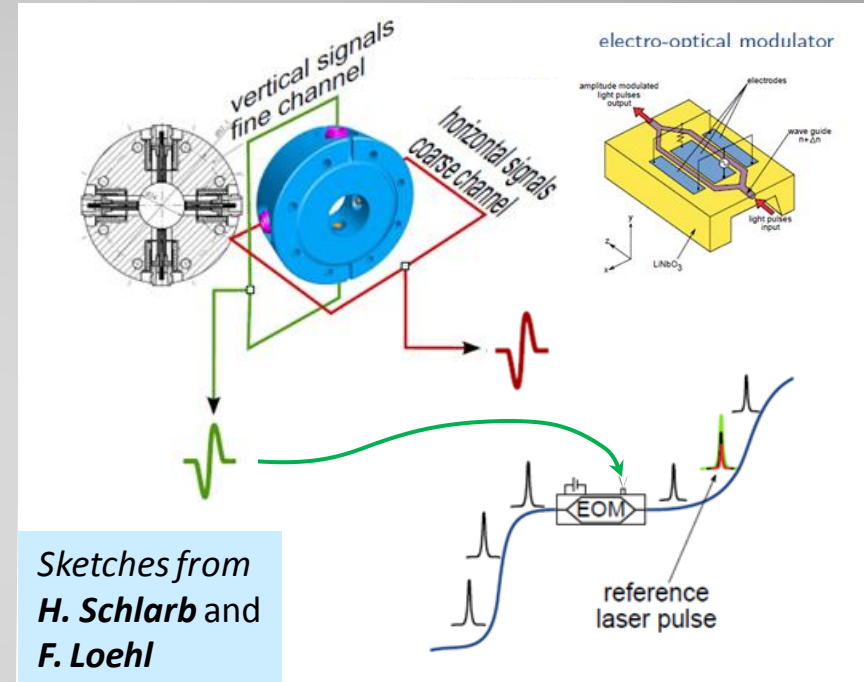 vertical signals
fine channel
horizontal signals
coarse channel
electro-optical modulator
amplitude modulated
light pulses
output
electrodes
wave guide
n+Δn
light pulses
input
LiNbO3
y
z
x
EOM
reference
laser pulse
Sketches from
H. Schlarb and
F. Loehl